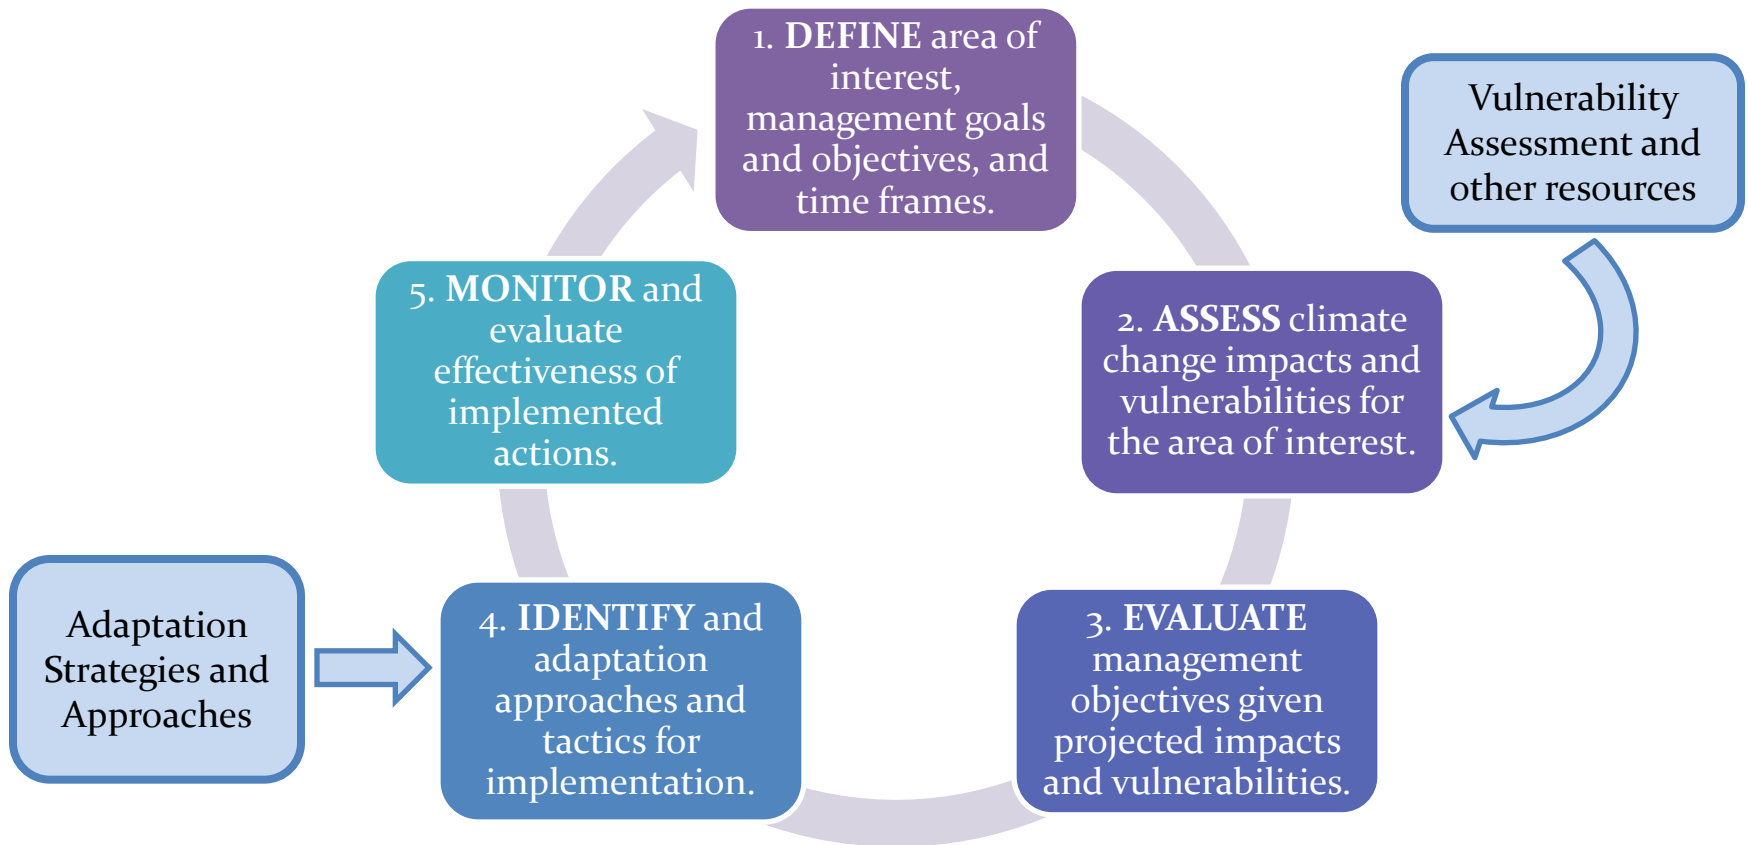 1. DEFINE area of
interest,
management goals
and objectives, and
time frames.
Vulnerability
Assessment and
other resources
2. ASSESS climate
change impacts and
vulnerabilities for
the area of interest.
3. EVALUATE
management
objectives given
projected impacts
and vulnerabilities.
4. IDENTIFY and
adaptation
approaches and
tactics for
implementation.
Adaptation
Strategies and
Approaches
5. MONITOR and
evaluate
effectiveness of
implemented
actions.